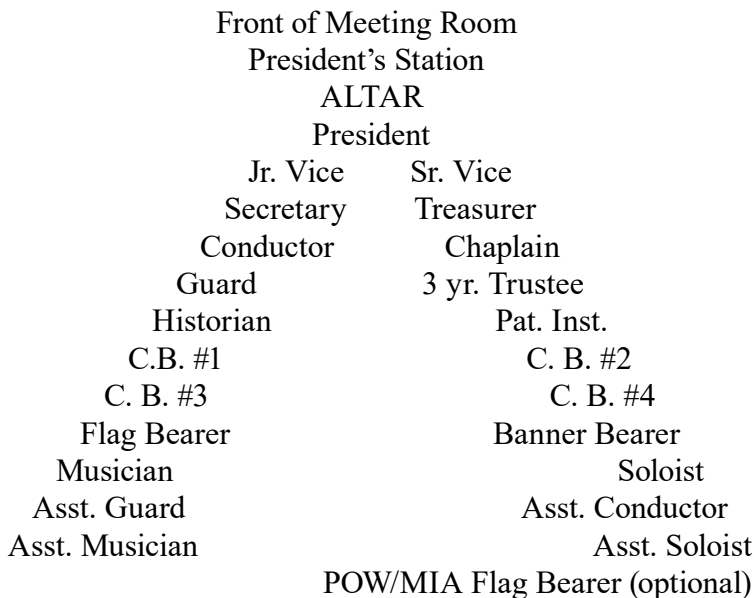 Front of Meeting Room
President’s Station
ALTAR
President
Jr. Vice Sr. Vice
Secretary Treasurer
Conductor Chaplain
Guard 3 yr. Trustee
Historian Pat. Inst.
C.B. #1 C. B. #2
C. B. #3 C. B. #4
Flag Bearer Banner Bearer
Musician Soloist
Asst. Guard Asst. Conductor
Asst. Musician Asst. Soloist
POW/MIA Flag Bearer (optional)